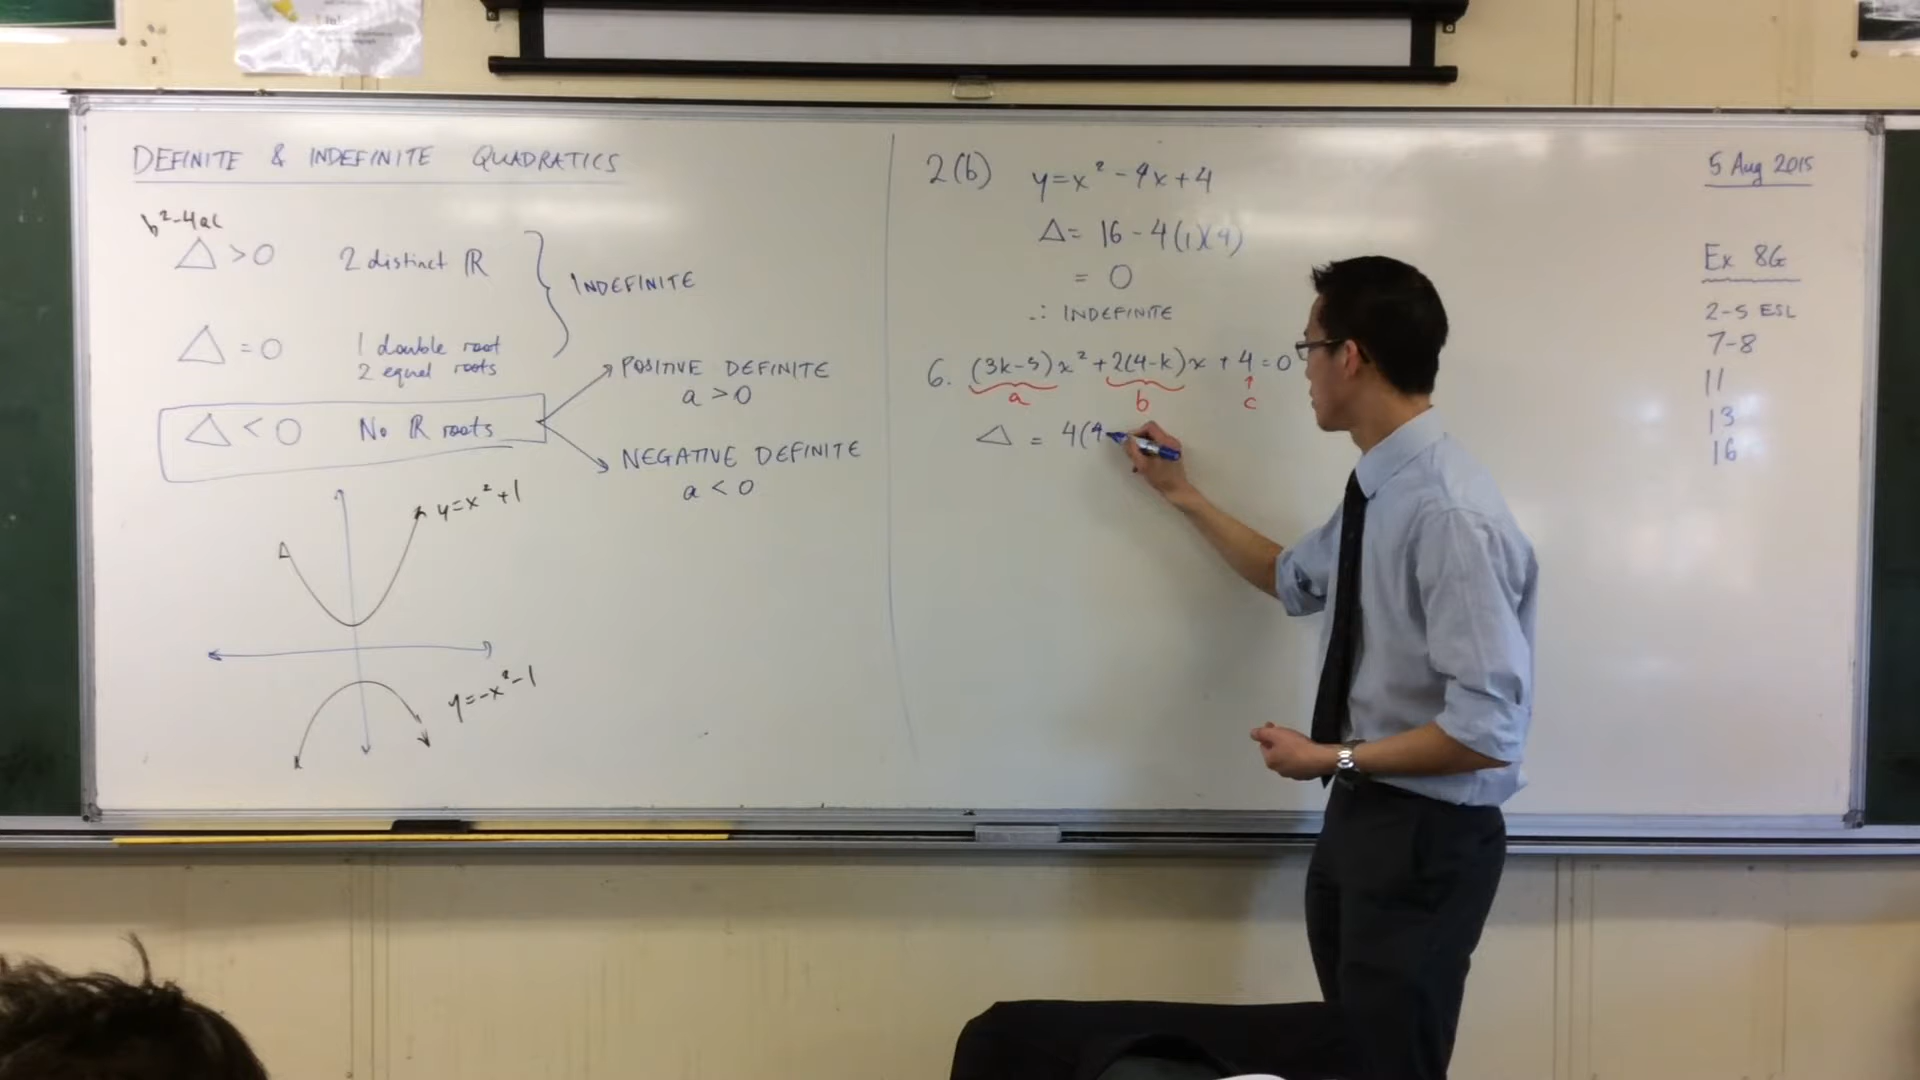 DEFINITE & INDEFINITE QUADRATICS
b²-4ac
△ > 0 2 distinct ℝ
INDEFINITE
△ = 0 1 double root
2 equal roots
△ < 0 No ℝ roots
POSITIVE DEFINITE
a > 0
NEGATIVE DEFINITE
a < 0
y=x²+1
y=-x²-1
2(b) y=x²-4x+4
△= 16-4(1)(4)
= 0
∴ INDEFINITE
6. (3k-5)x²+2(4-k)x+4=0
a b c
△ = 4(4-
5 Aug 2015
Ex 8G
2-5 ESL
7-8
11
13
16